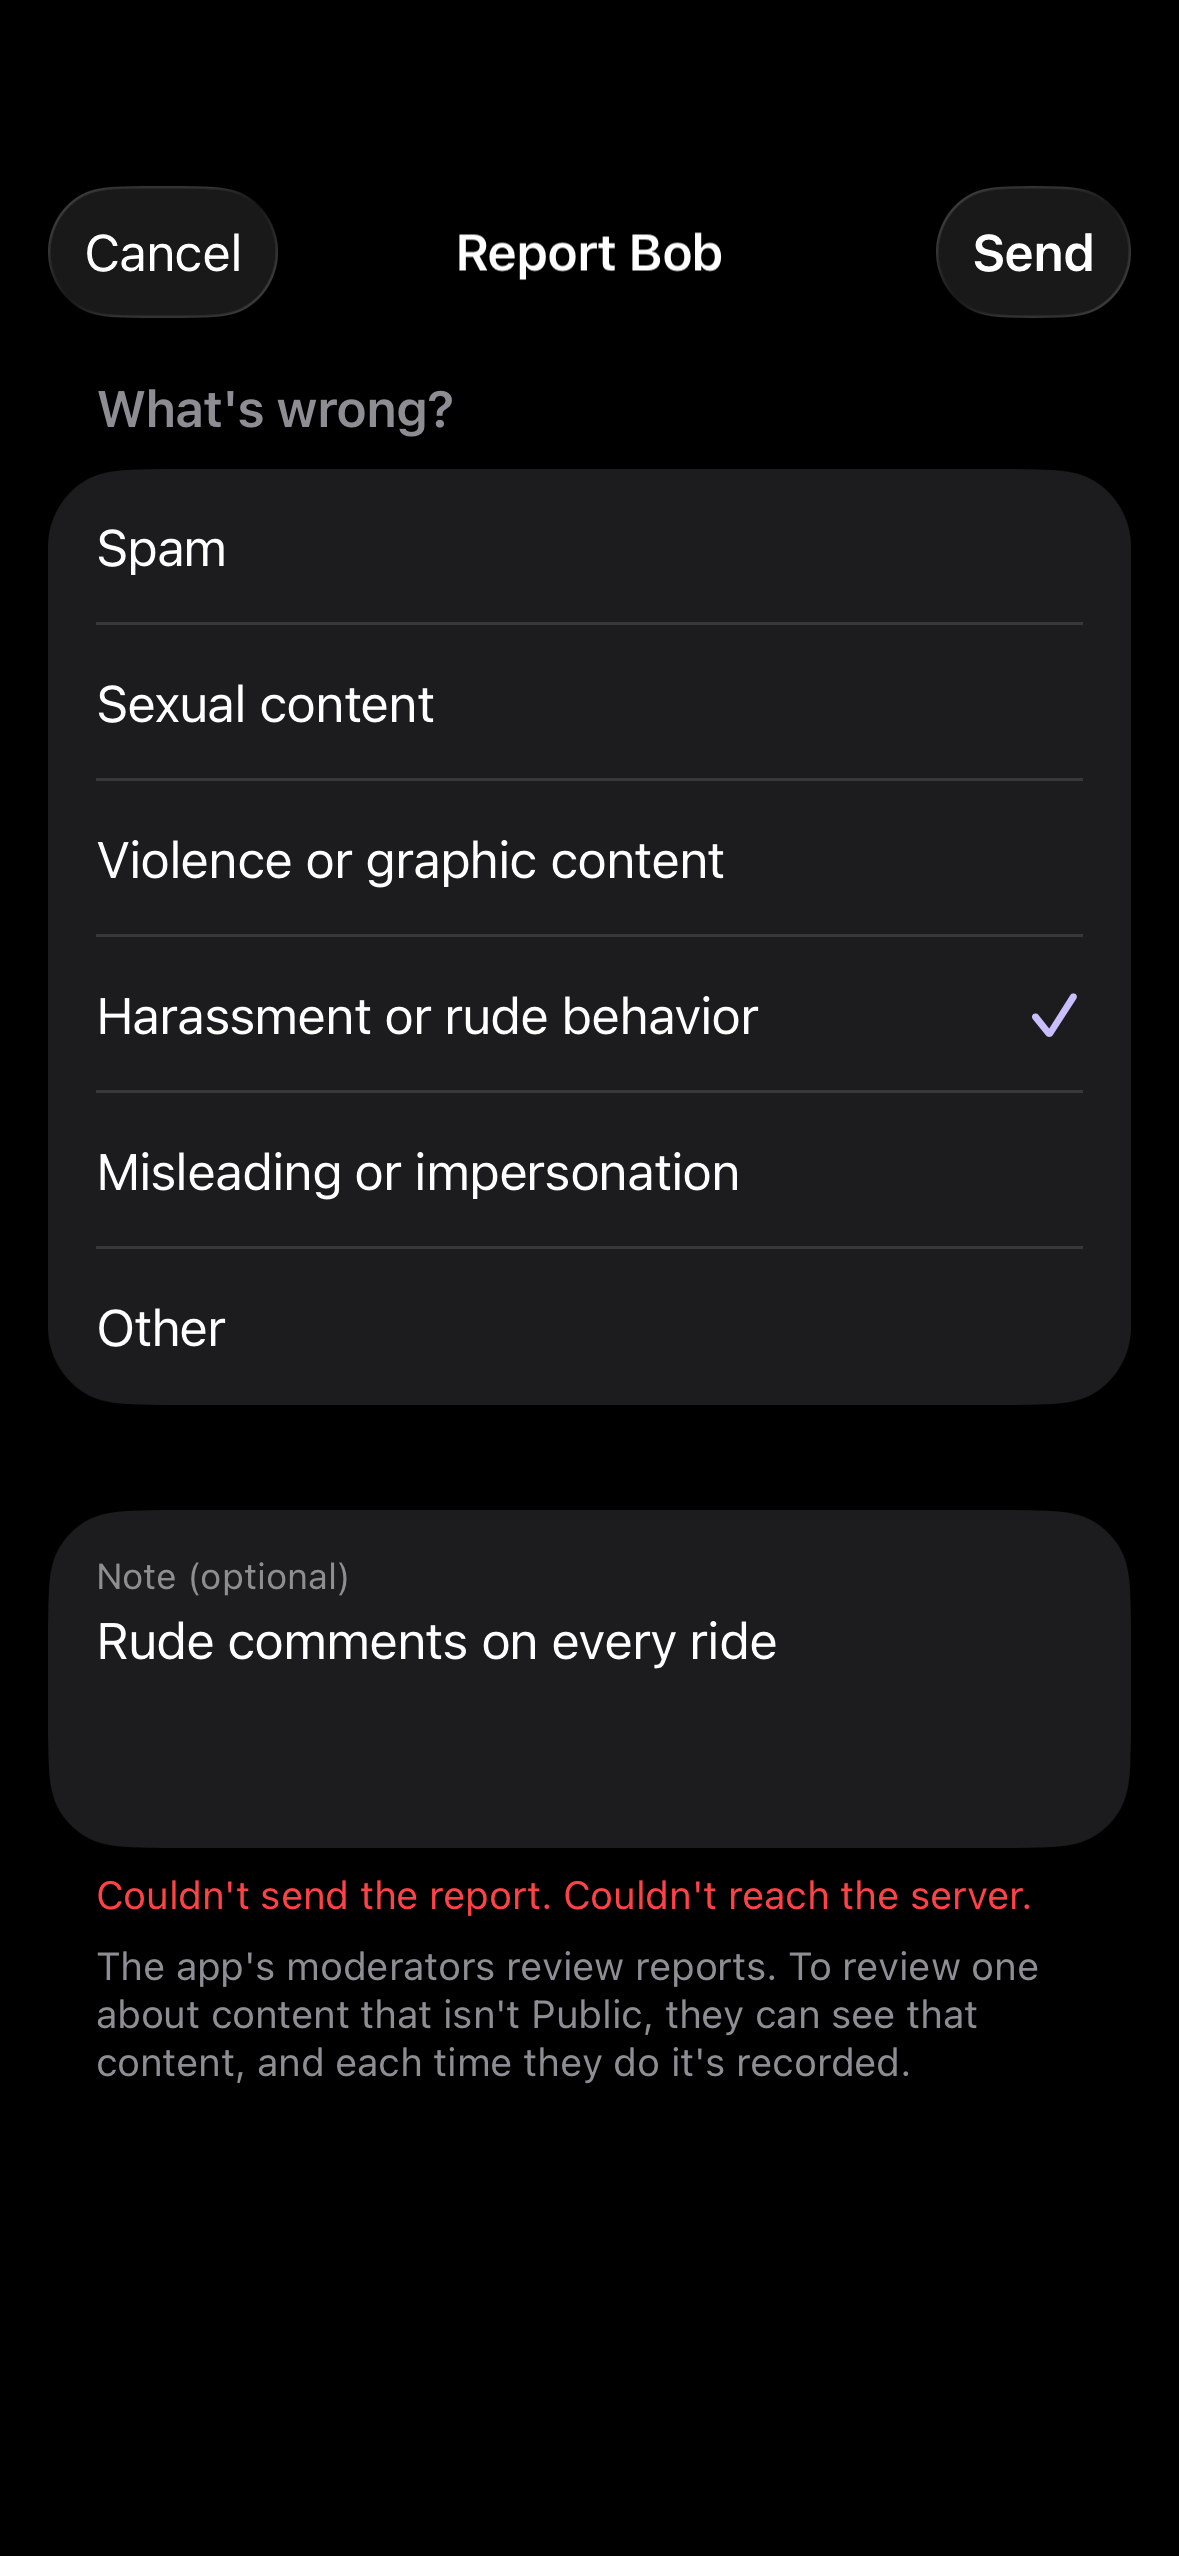 Cancel
Report Bob
Send
What's wrong?
Spam
Sexual content
Violence or graphic content
Harassment or rude behavior
Misleading or impersonation
Other
Note (optional)
Rude comments on every ride
Couldn't send the report. Couldn't reach the server.
The app's moderators review reports. To review one
about content that isn't Public, they can see that
content, and each time they do it's recorded.